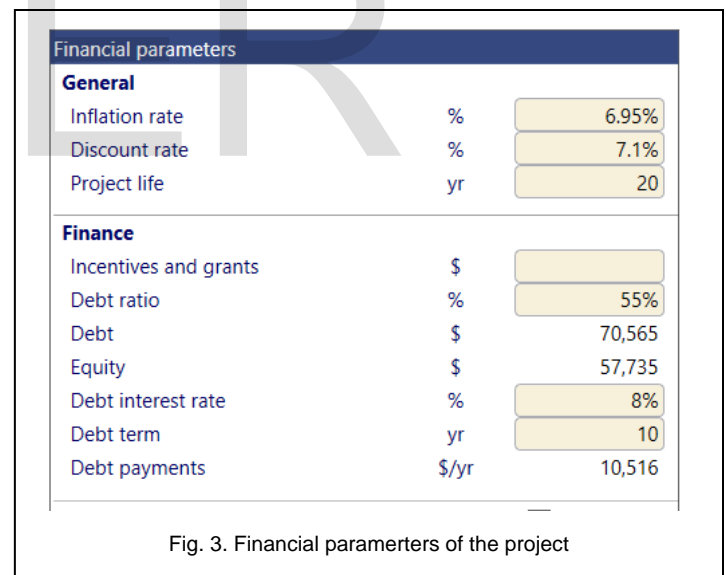 Financial parameters
General
Inflation rate % 6.95%
Discount rate % 7.1%
Project life yr 20
Finance
Incentives and grants $
Debt ratio % 55%
Debt $ 70,565
Equity $ 57,735
Debt interest rate % 8%
Debt term yr 10
Debt payments $/yr 10,516
Fig. 3. Financial paramerters of the project